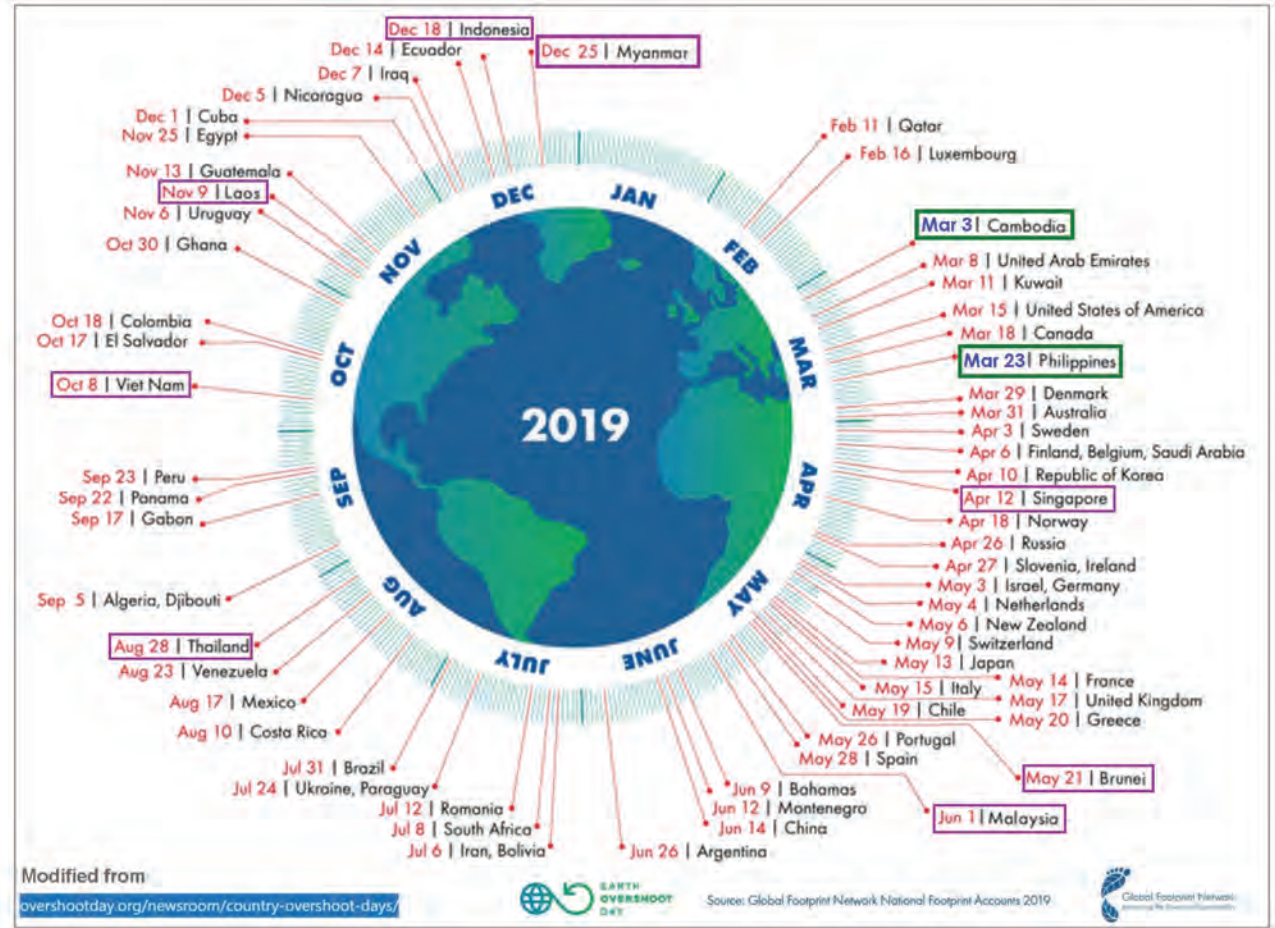 Dec 18 | Indonesia
Dec 14 | Ecuador
Dec 25 | Myanmar
Dec 7 | Iraq
Dec 5 | Nicaragua
Dec 1 | Cuba
Nov 25 | Egypt
Nov 13 | Guatemala
Nov 9 | Laos
Nov 6 | Uruguay
Oct 30 | Ghana
Oct 18 | Colombia
Oct 17 | El Salvador
Oct 8 | Viet Nam
Sep 23 | Peru
Sep 22 | Panama
Sep 17 | Gabon
Sep 5 | Algeria, Djibouti
Aug 28 | Thailand
Aug 23 | Venezuela
Aug 17 | Mexico
Aug 10 | Costa Rica
Jul 31 | Brazil
Jul 24 | Ukraine, Paraguay
Jul 12 | Romania
Jul 8 | South Africa
Jul 6 | Iran, Bolivia
Feb 11 | Qatar
Feb 16 | Luxembourg
Mar 3 | Cambodia
Mar 8 | United Arab Emirates
Mar 11 | Kuwait
Mar 15 | United States of America
Mar 18 | Canada
Mar 23 | Philippines
Mar 29 | Denmark
Mar 31 | Australia
Apr 3 | Sweden
Apr 6 | Finland, Belgium, Saudi Arabia
Apr 10 | Republic of Korea
Apr 12 | Singapore
Apr 18 | Norway
Apr 26 | Russia
Apr 27 | Slovenia, Ireland
May 3 | Israel, Germany
May 4 | Netherlands
May 6 | New Zealand
May 9 | Switzerland
May 13 | Japan
May 14 | France
May 15 | Italy
May 17 | United Kingdom
May 19 | Chile
May 20 | Greece
May 26 | Portugal
May 28 | Spain
May 21 | Brunei
Jun 1 | Malaysia
Jun 9 | Bahamas
Jun 12 | Montenegro
Jun 14 | China
Jun 26 | Argentina
JAN
FEB
MAR
APR
MAY
JUNE
JULY
AUG
SEP
OCT
NOV
DEC
2019
Modified from
overshootday.org/newsroom/country-overshoot-days/
EARTH
OVERSHOOT
DAY
Source: Global Footprint Network National Footprint Accounts 2019
Global Footprint Network